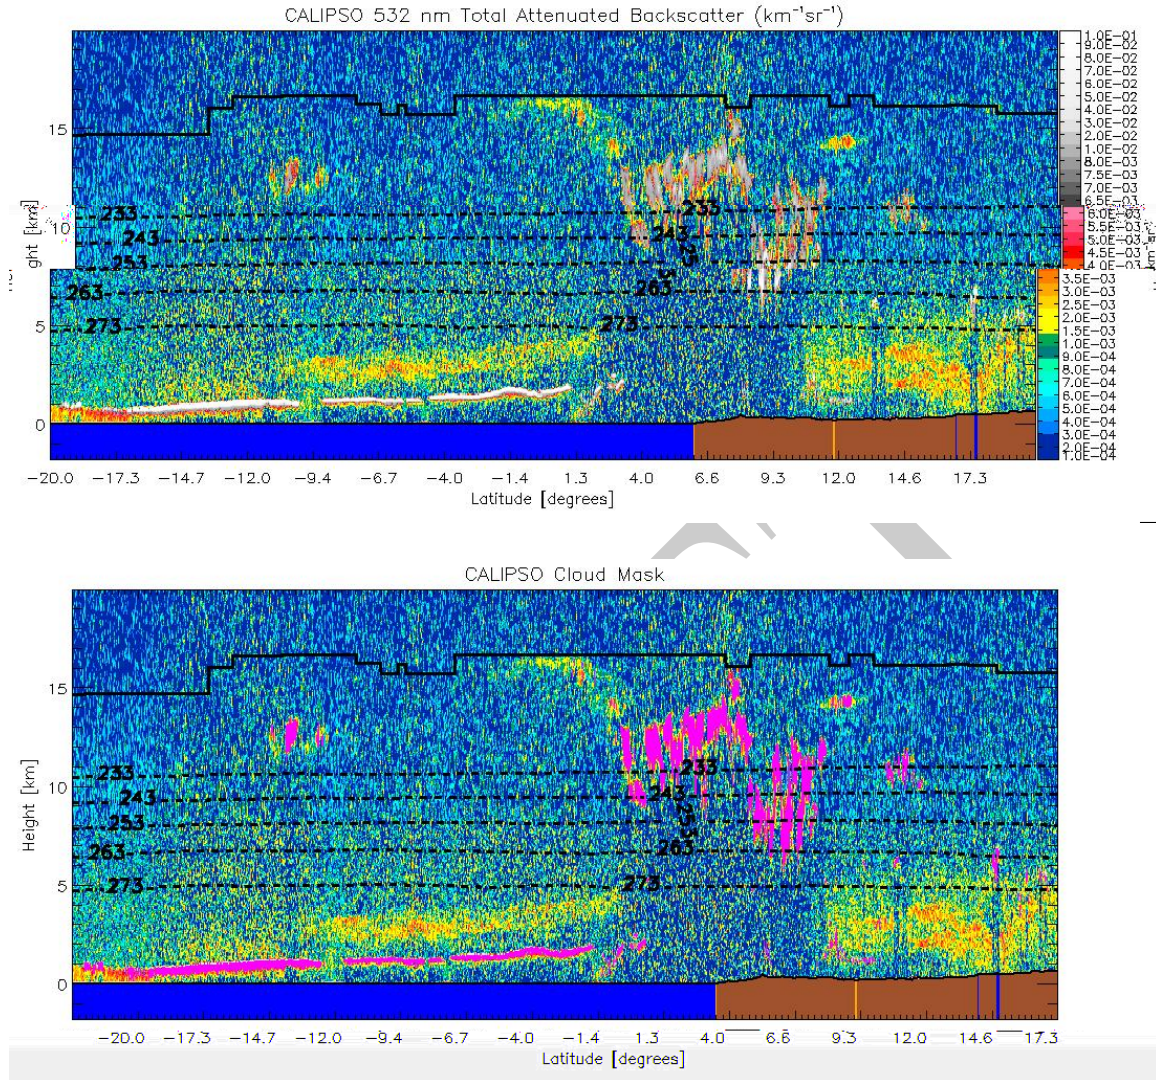 CALIPSO 532 nm Total Attenuated Backscatter (km⁻¹sr⁻¹)
1.0E-01
9.0E-02
8.0E-02
7.0E-02
6.0E-02
5.0E-02
4.0E-02
3.0E-02
2.0E-02
1.0E-02
8.0E-03
7.5E-03
7.0E-03
6.5E-03
6.0E-03
5.5E-03
5.0E-03
4.5E-03
4.0E-03
3.5E-03
3.0E-03
2.5E-03
2.0E-03
1.5E-03
1.0E-03
9.0E-04
8.0E-04
7.0E-04
6.0E-04
5.0E-04
4.0E-04
3.0E-04
2.0E-04
1.0E-04
15
10
5
0
ght [km]
233 233
243 243
253 253
263 263
273 273
−20.0 −17.3 −14.7 −12.0 −9.4 −6.7 −4.0 −1.4 1.3 4.0 6.6 9.3 12.0 14.6 17.3
Latitude [degrees]
CALIPSO Cloud Mask
15
10
5
0
Height [km]
233 233
243 243
253 253
263 263
273 273
−20.0 −17.3 −14.7 −12.0 −9.4 −6.7 −4.0 −1.4 1.3 4.0 6.6 9.3 12.0 14.6 17.3
Latitude [degrees]